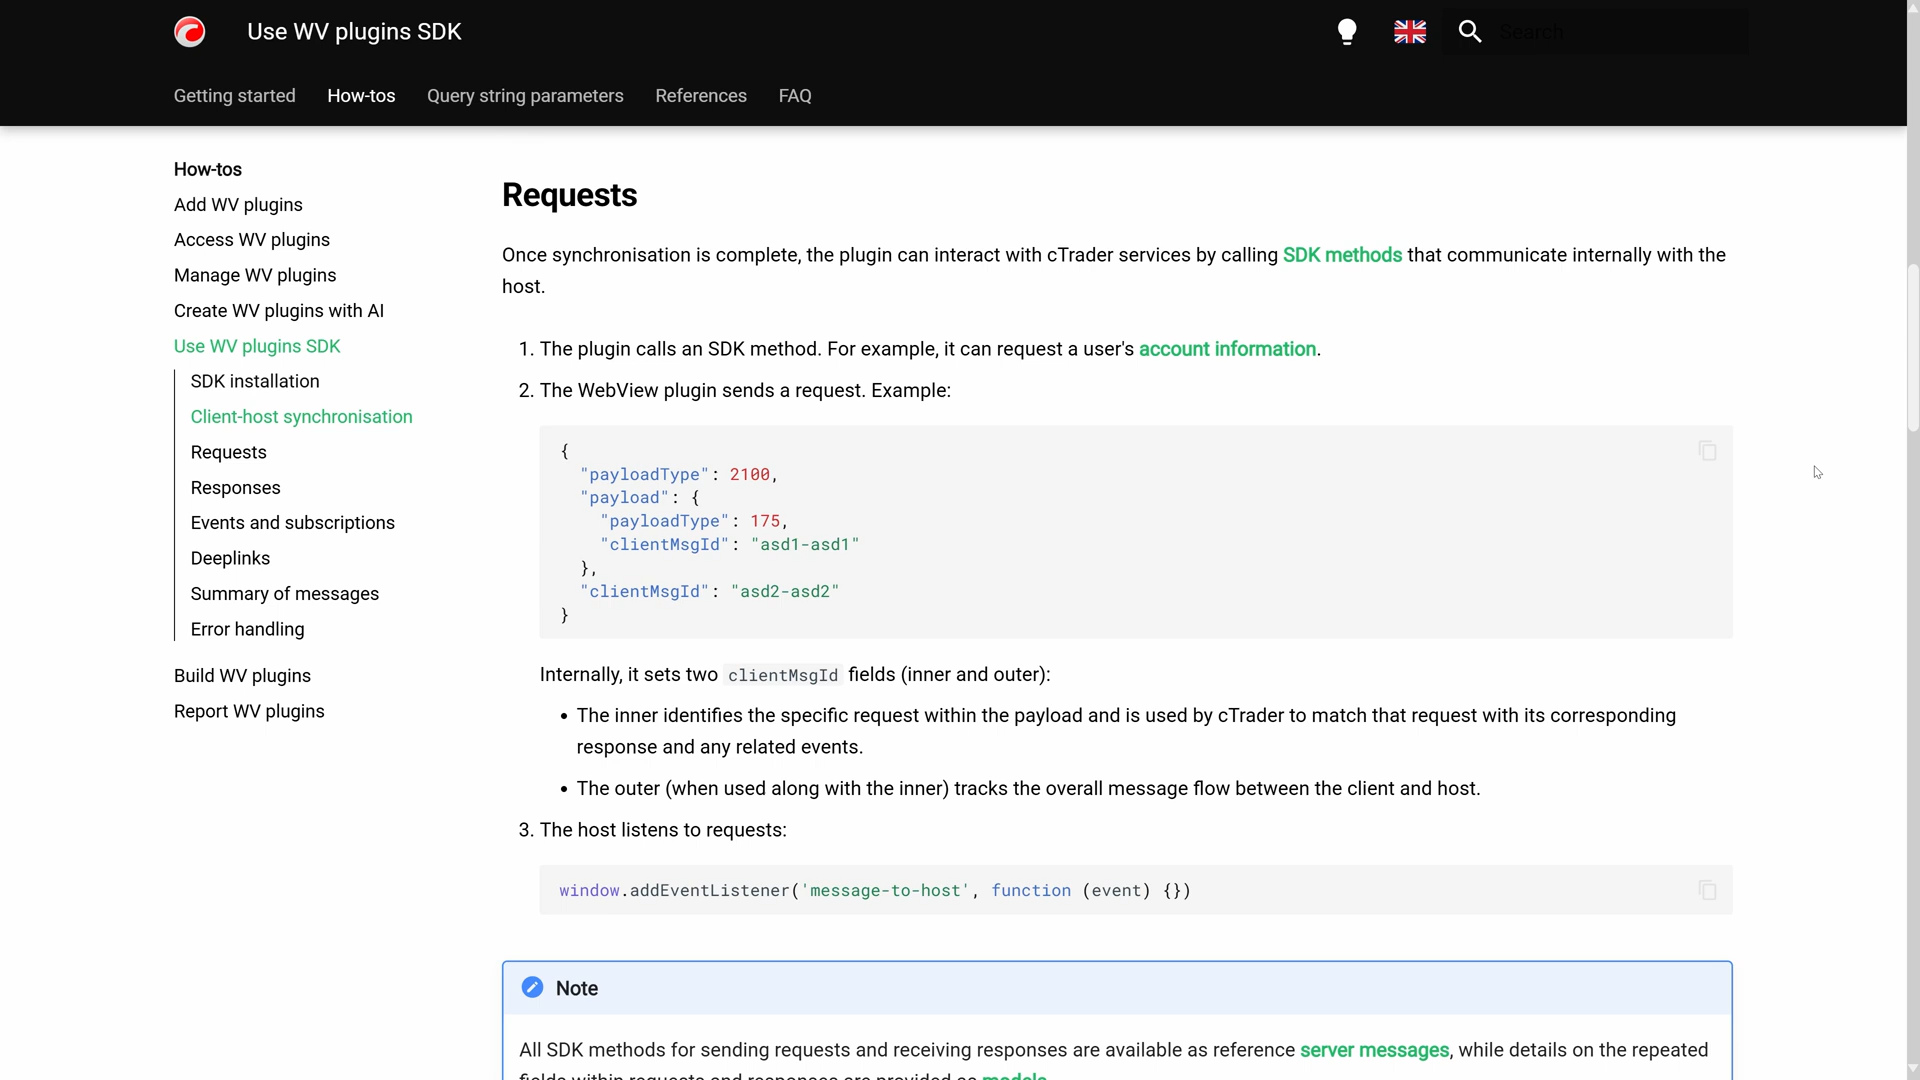 Use WV plugins SDK
Search
Getting started
How-tos
Query string parameters
References
FAQ
How-tos
Add WV plugins
Access WV plugins
Manage WV plugins
Create WV plugins with AI
Use WV plugins SDK
SDK installation
Client-host synchronisation
Requests
Responses
Events and subscriptions
Deeplinks
Summary of messages
Error handling
Build WV plugins
Report WV plugins
Requests
Once synchronisation is complete, the plugin can interact with cTrader services by calling SDK methods that communicate internally with the
host.
1. The plugin calls an SDK method. For example, it can request a user's account information.
2. The WebView plugin sends a request. Example:
{
"payloadType": 2100,
"payload": {
"payloadType": 175,
"clientMsgId": "asd1-asd1"
},
"clientMsgId": "asd2-asd2"
}
Internally, it sets two clientMsgId fields (inner and outer):
• The inner identifies the specific request within the payload and is used by cTrader to match that request with its corresponding
response and any related events.
• The outer (when used along with the inner) tracks the overall message flow between the client and host.
3. The host listens to requests:
window.addEventListener('message-to-host', function (event) {})
Note
All SDK methods for sending requests and receiving responses are available as reference server messages, while details on the repeated
fields within requests and responses are provided as models.